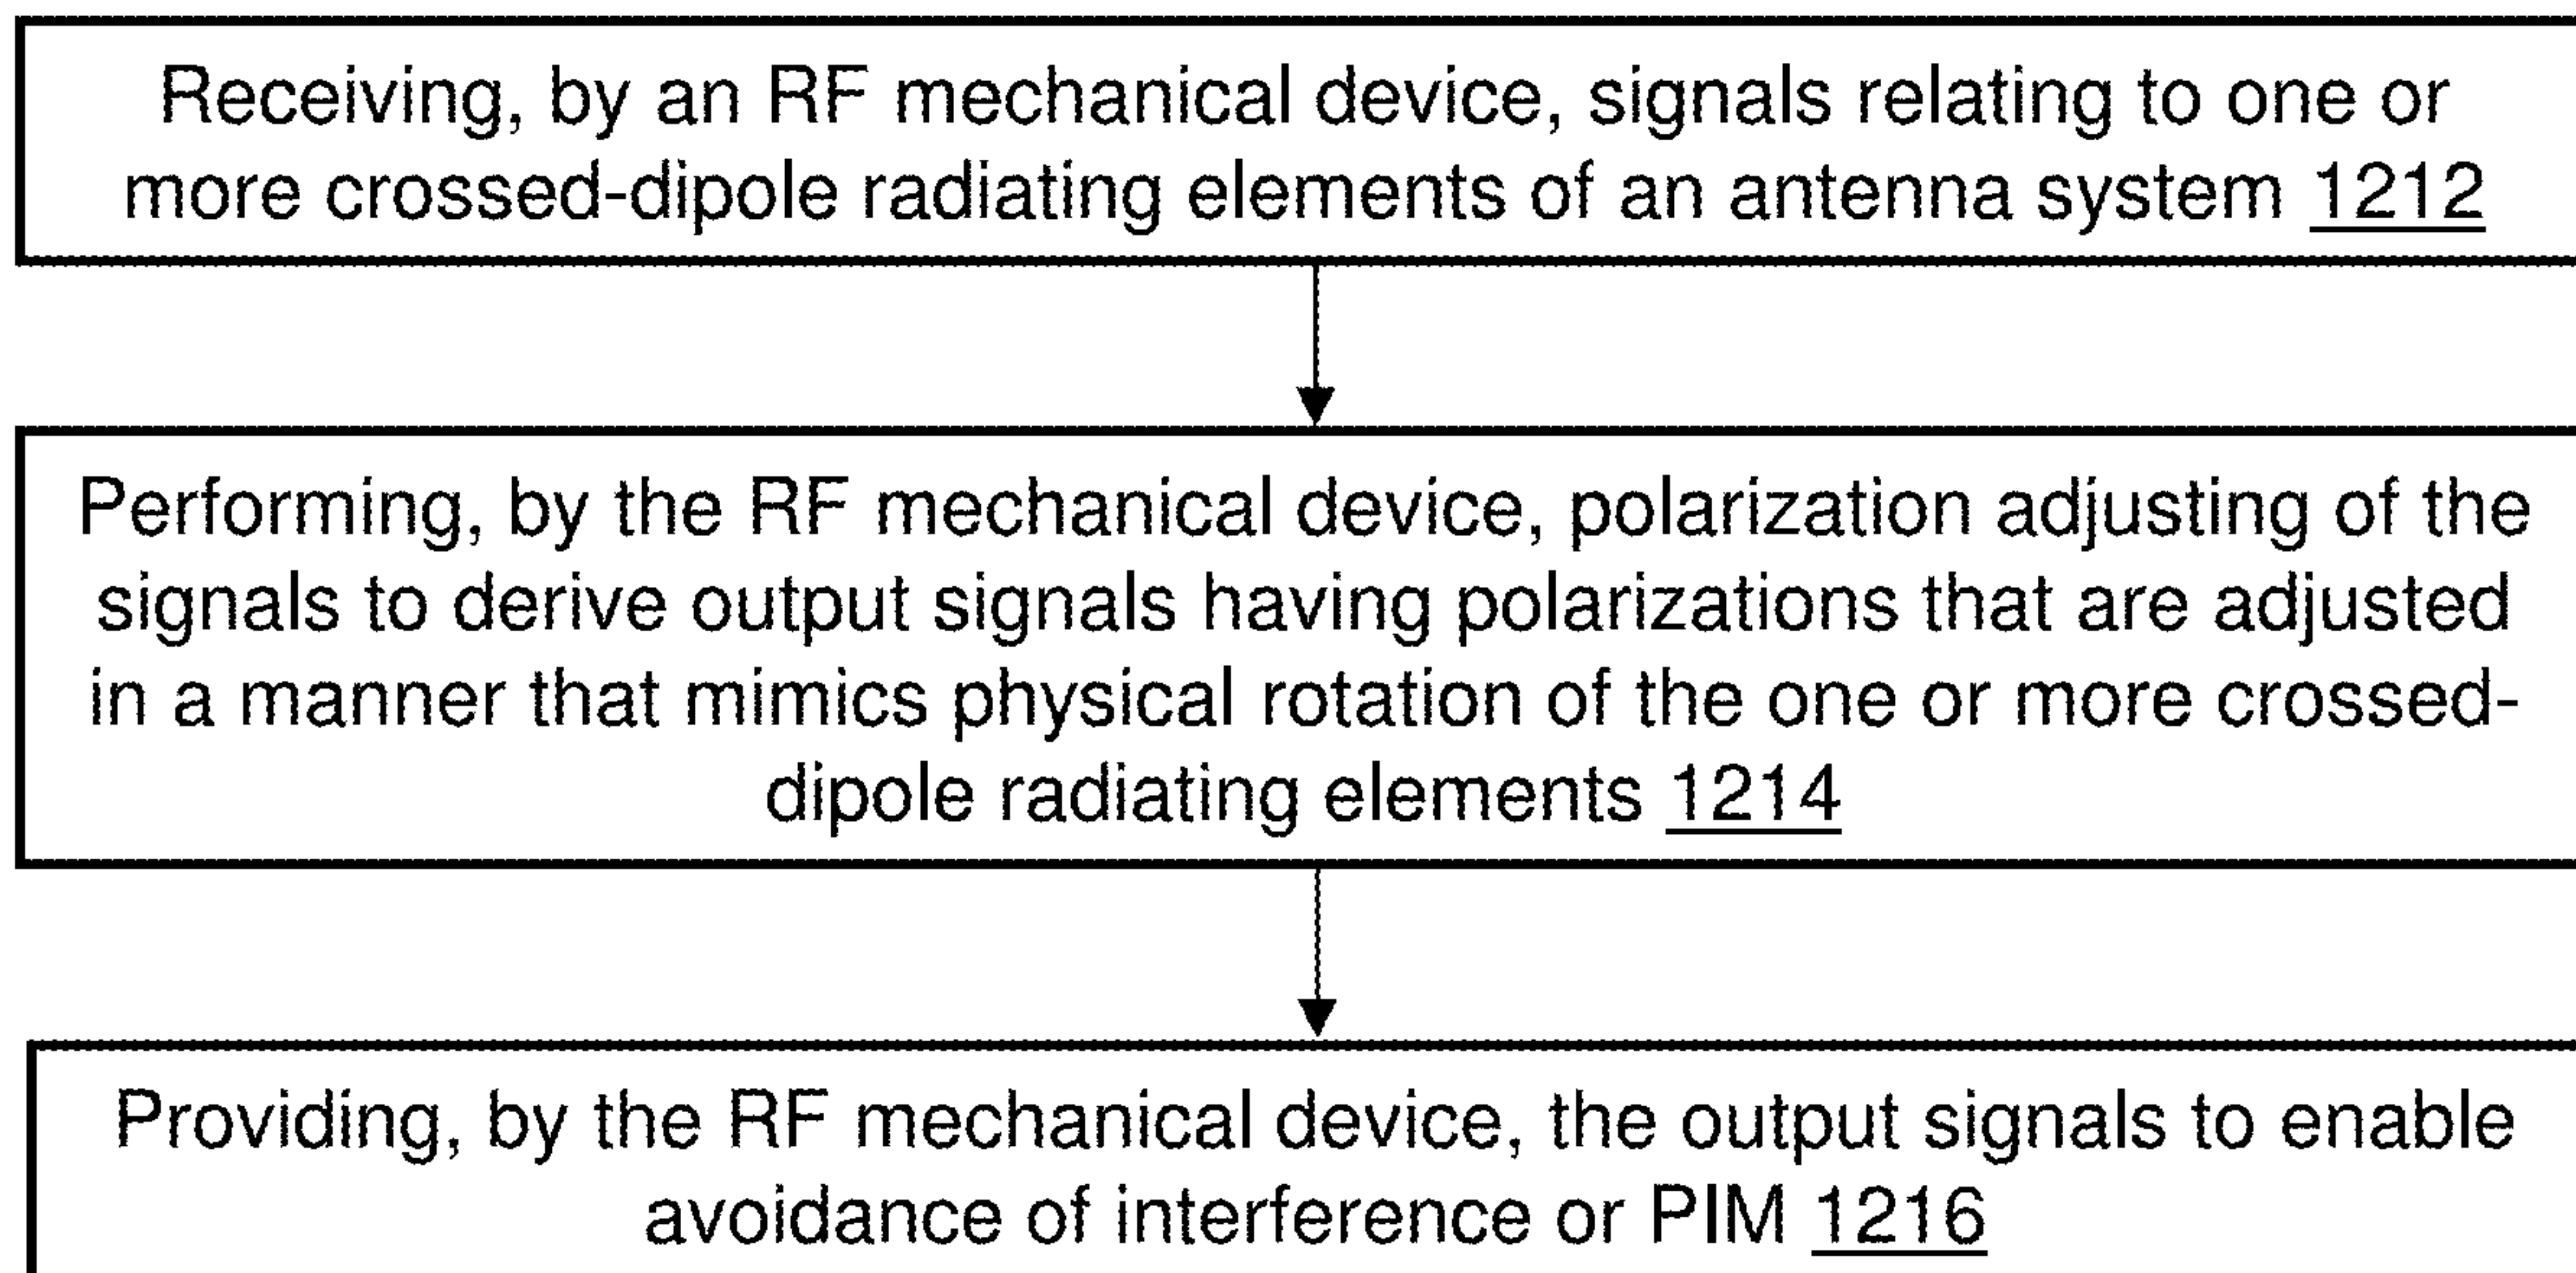 Receiving, by an RF mechanical device, signals relating to one or
more crossed-dipole radiating elements of an antenna system 1212
Performing, by the RF mechanical device, polarization adjusting of the
signals to derive output signals having polarizations that are adjusted
in a manner that mimics physical rotation of the one or more crossed-
dipole radiating elements 1214
Providing, by the RF mechanical device, the output signals to enable
avoidance of interference or PIM 1216